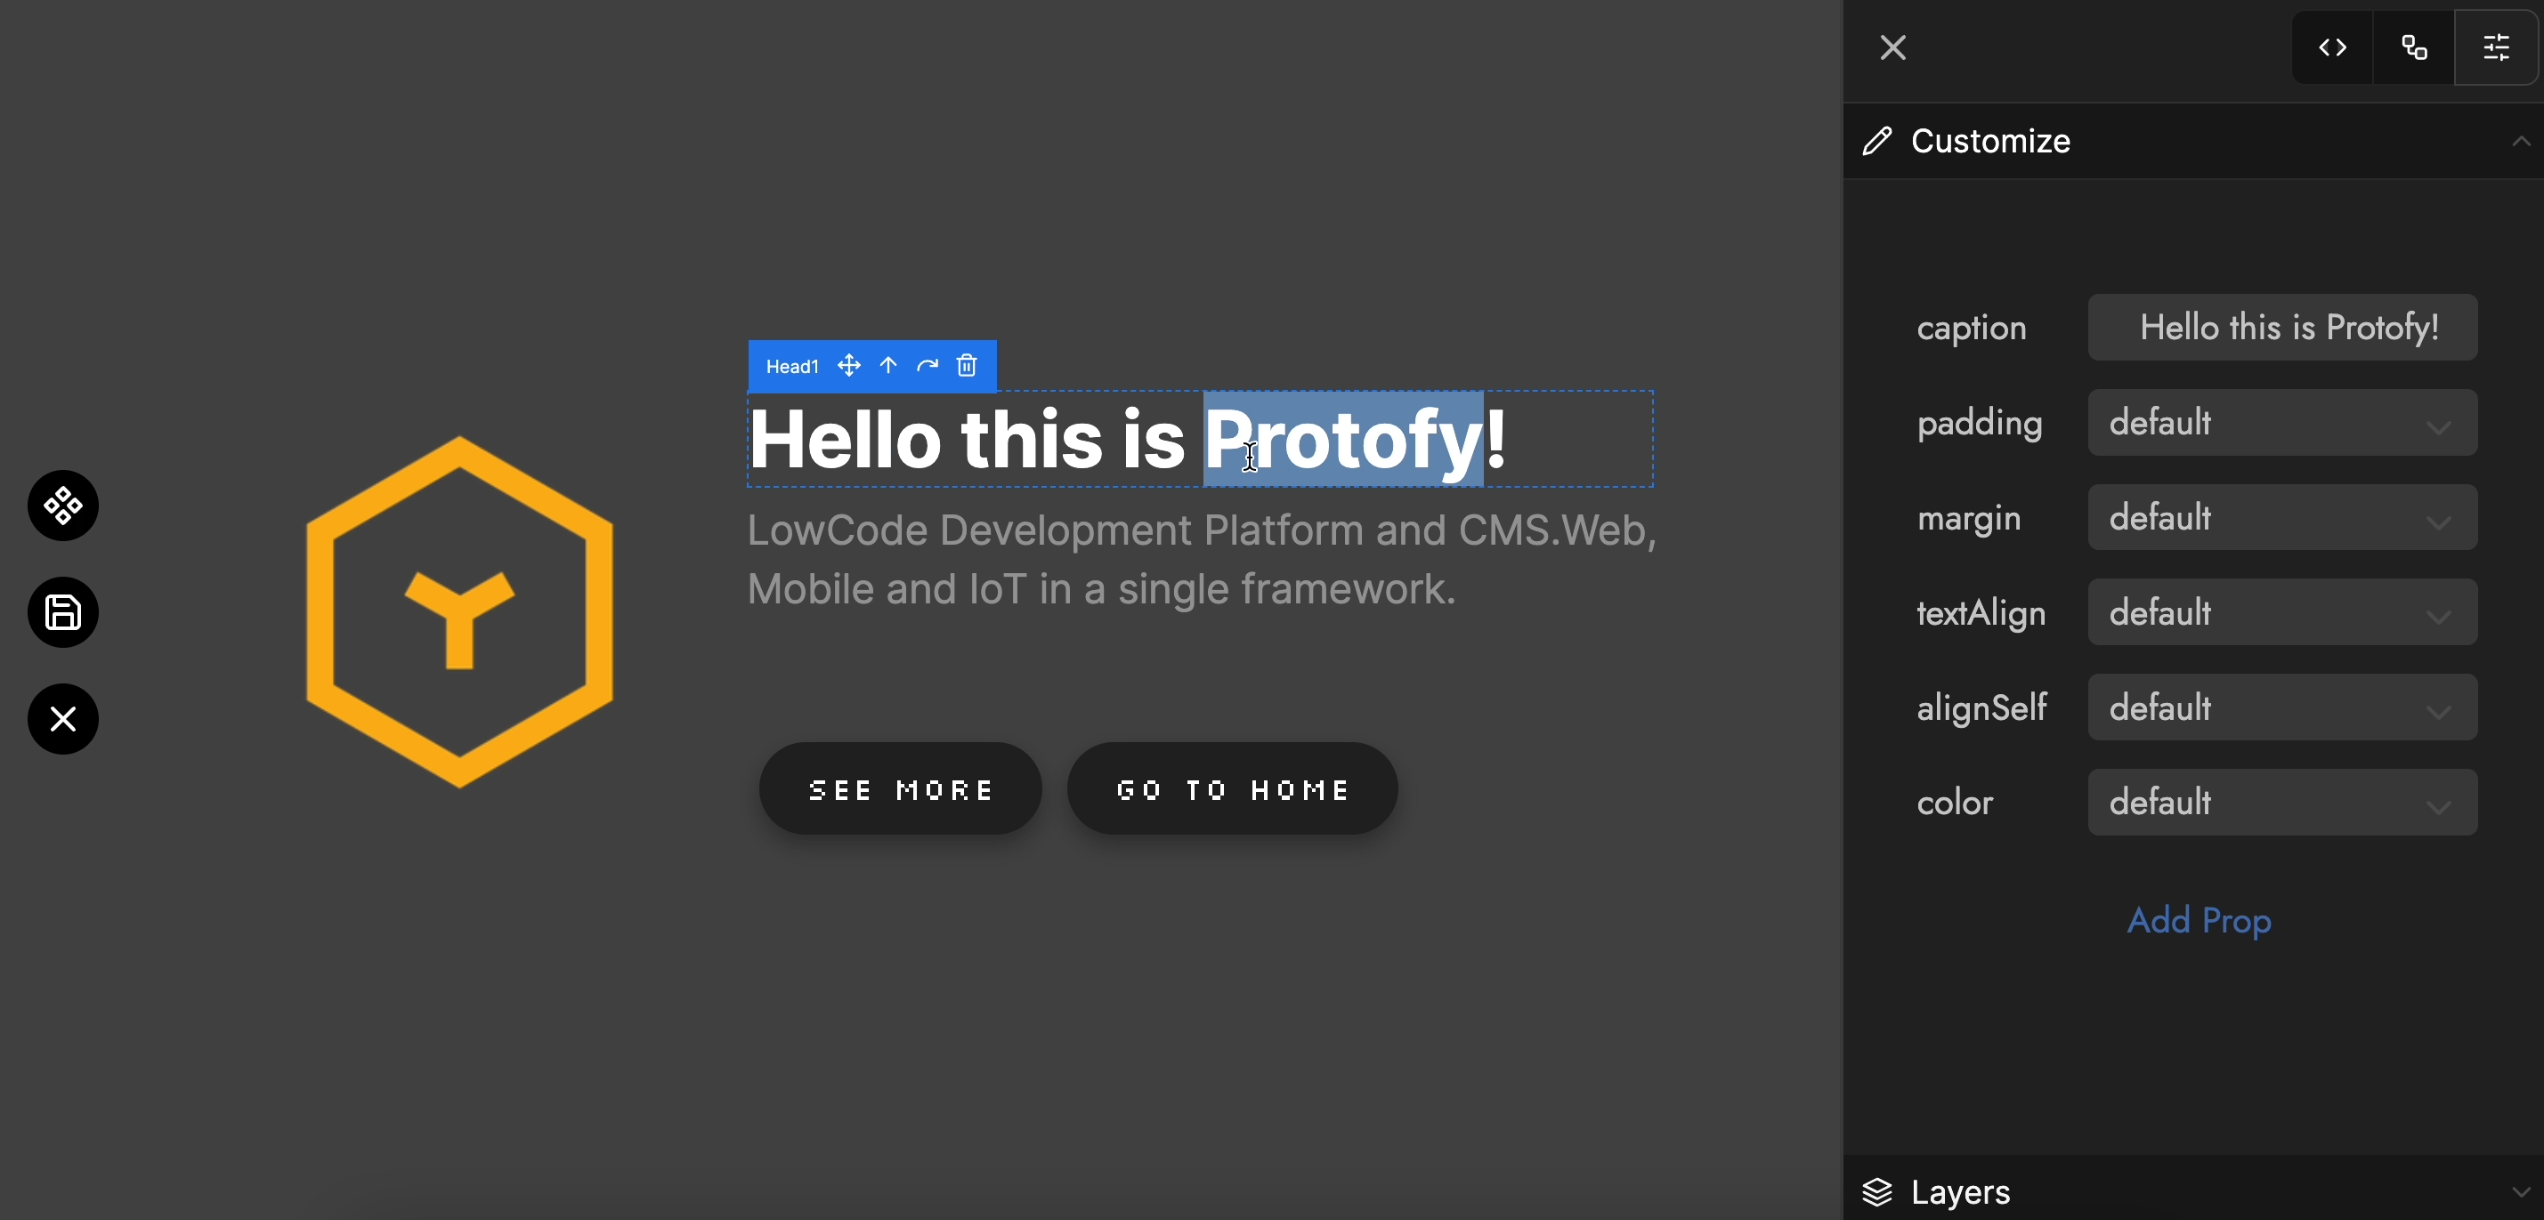 Head1
Hello this is Protofy!
LowCode Development Platform and CMS.Web,
Mobile and IoT in a single framework.
SEE MORE
GO TO HOME
Customize
caption
Hello this is Protofy!
padding
default
margin
default
textAlign
default
alignSelf
default
color
default
Add Prop
Layers